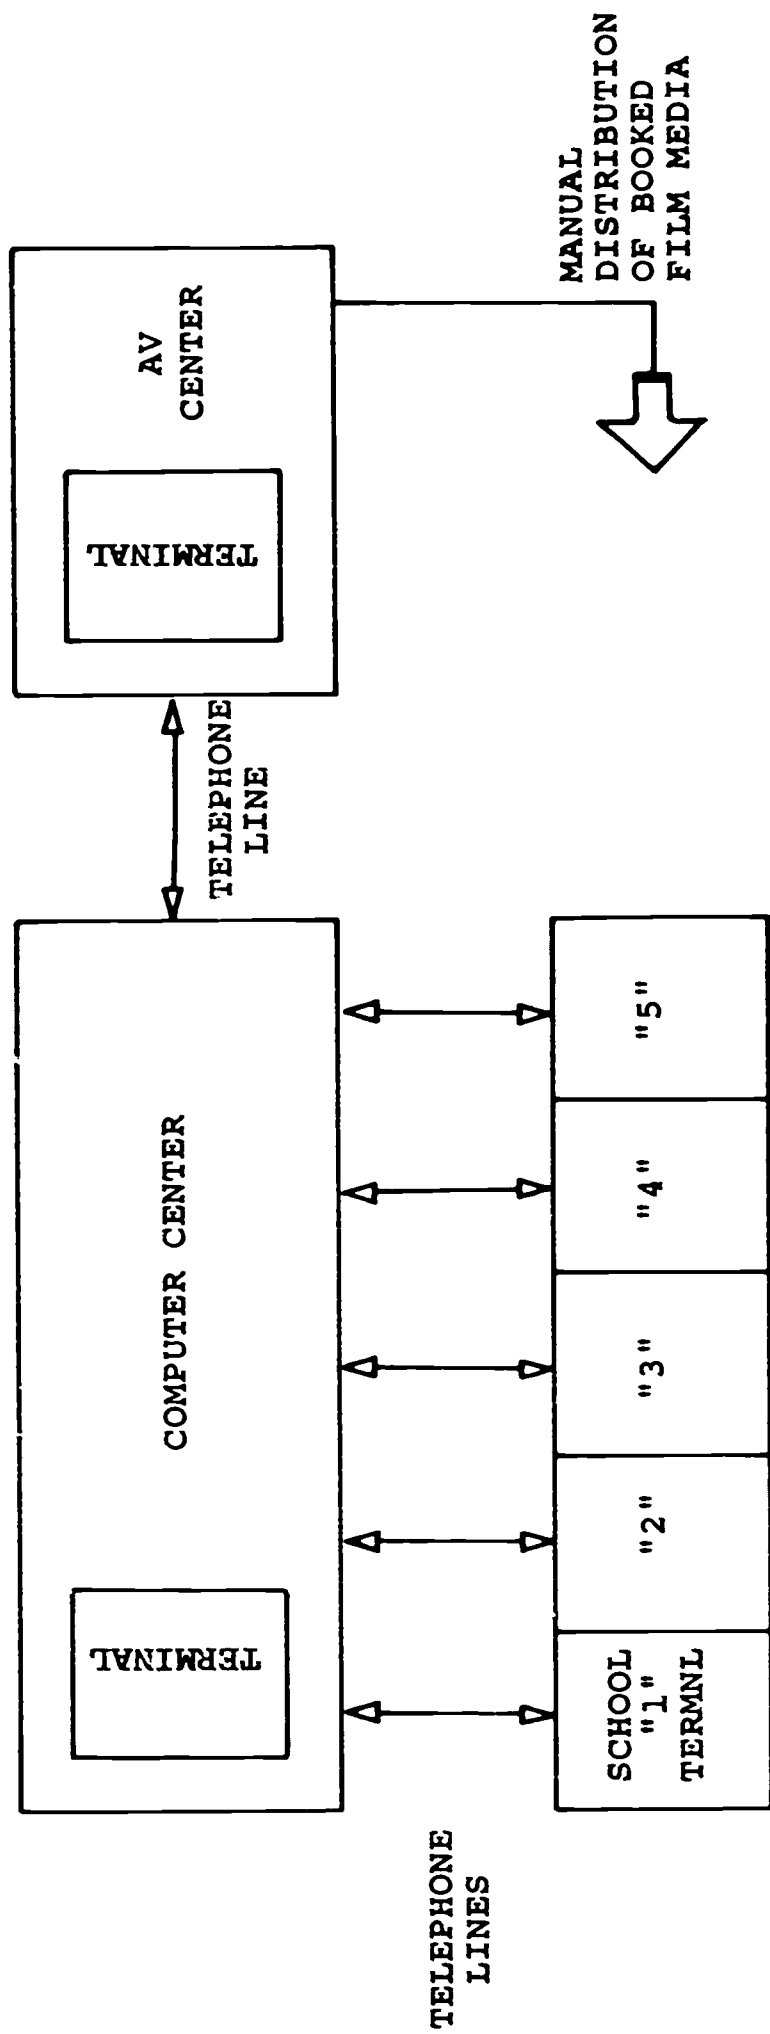 COMPUTER CENTER
TERMINAL
TELEPHONE
LINE
AV
CENTER
TERMINAL
TELEPHONE
LINES
SCHOOL
"1"
TERMNL
"2"
"3"
"4"
"5"
MANUAL
DISTRIBUTION
OF BOOKED
FILM MEDIA